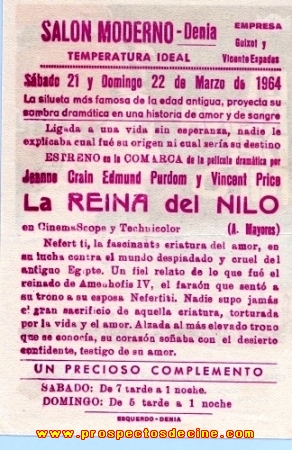 SALON MODERNO - Denia
EMPRESA
Guixot y
Vicente Espados
TEMPERATURA IDEAL
Sábado 21 y Domingo 22 de Marzo de 1964
La silueta más famosa de la edad antigua, proyecta su
sombra dramática en una historia de amor y de sangre
Ligada a una vida sin esperanza, nadie le
explicaba cual fué su origen ni cual sería su destino
ESTRENO en la COMARCA de la película dramática por
Jeanne Crain Edmund Purdom y Vincent Price
La REINA del NILO
en CinemaScope y Technicolor (A. Mayores)
Nefert ti, la fascinante criatura del amor, en
su lucha contra el mundo despiadado y cruel del
antiguo Egipto. Un fiel relato de lo que fué el
reinado de Amenhofis IV, el faraón que sentó a
su trono a su esposa Nefertiti. Nadie supo jamás
el gran sacrificio de aquella criatura, torturada
por la vida y el amor. Alzada al más elevado trono
que se conocía, su corazón soñaba con el desierto
confidente, testigo de su amor.
UN PRECIOSO COMPLEMENTO
SABADO: De 7 tarde a 1 noche.
DOMINGO: De 5 tarde a 1 noche
ESQUERDO-DENIA
www.prospectosdecine.com